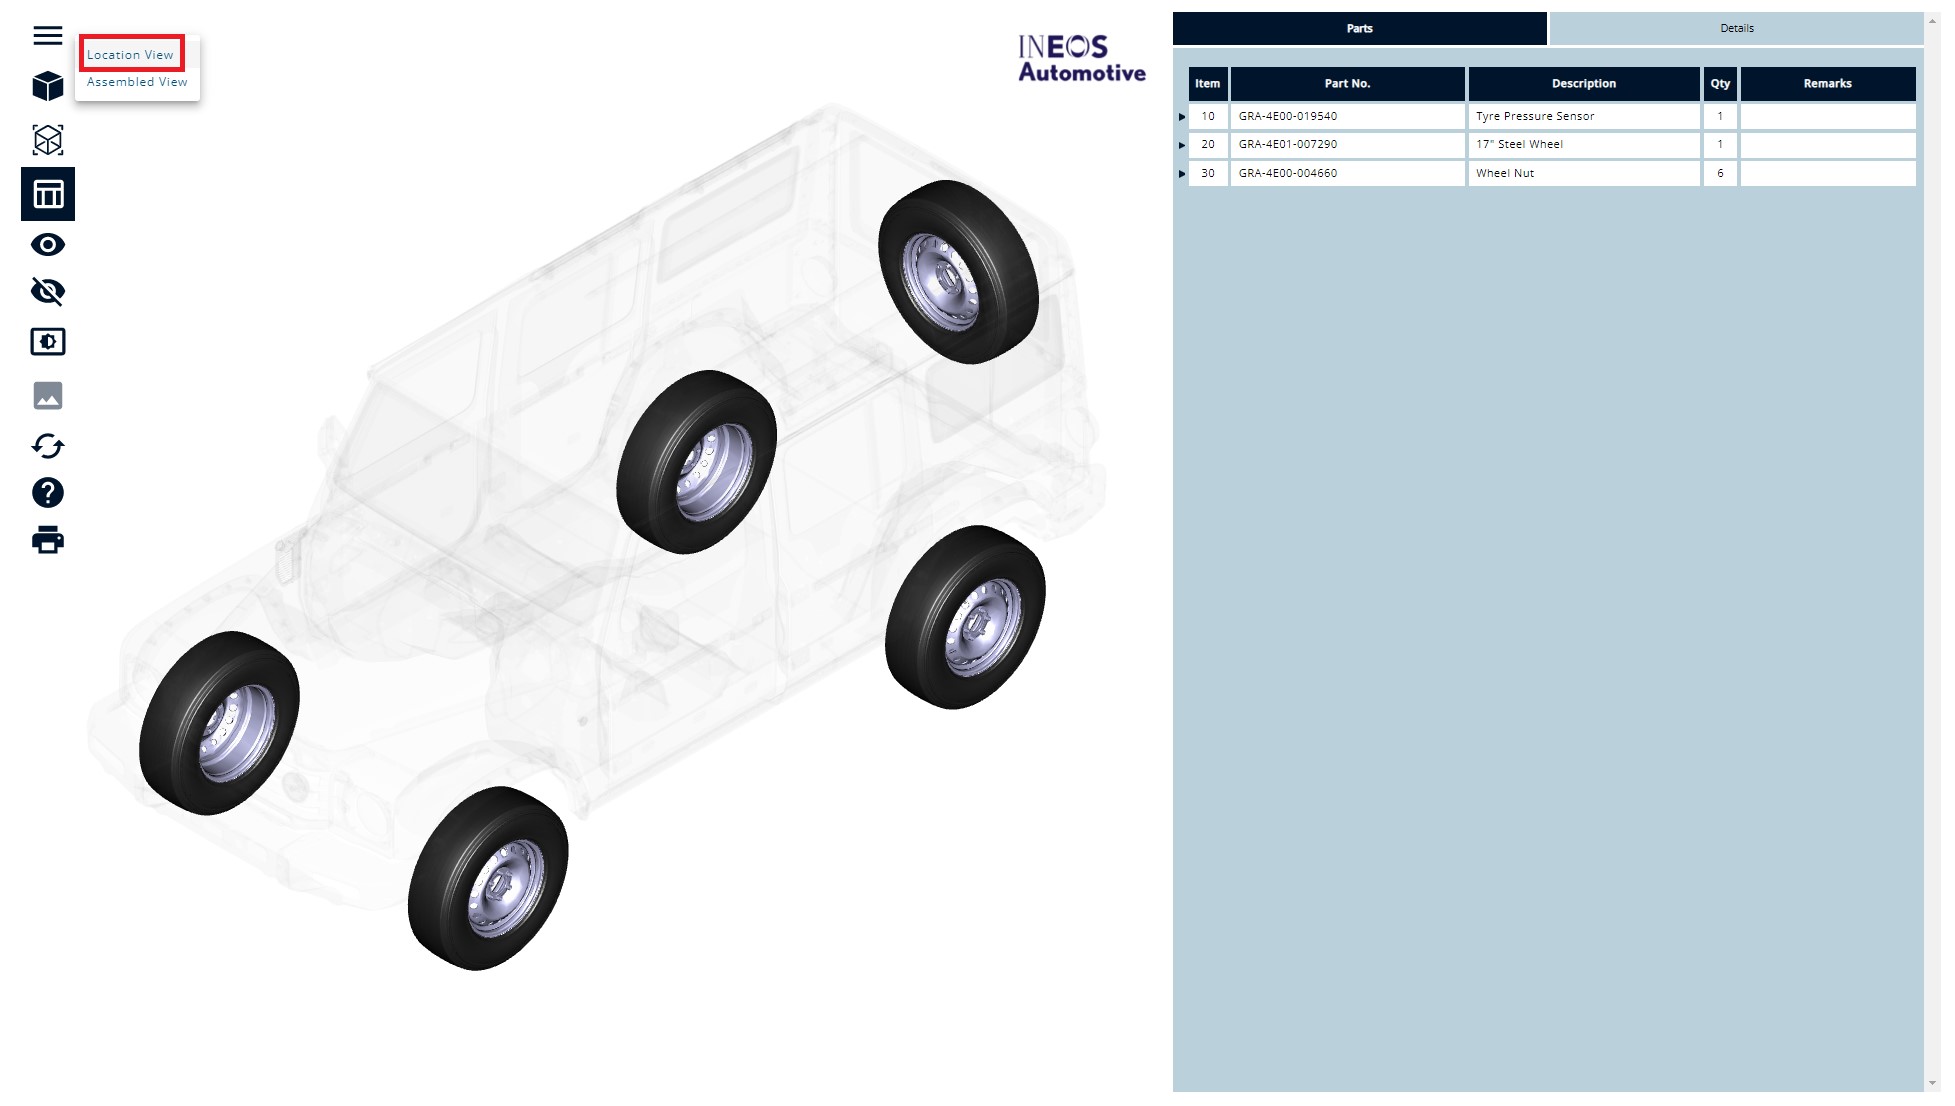 Location View
Assembled View
INEOS
Automotive
Parts
Details
Item Part No. Description Qty Remarks
10 GRA-4E00-019540 Tyre Pressure Sensor 1
20 GRA-4E01-007290 17" Steel Wheel 1
30 GRA-4E00-004660 Wheel Nut 6